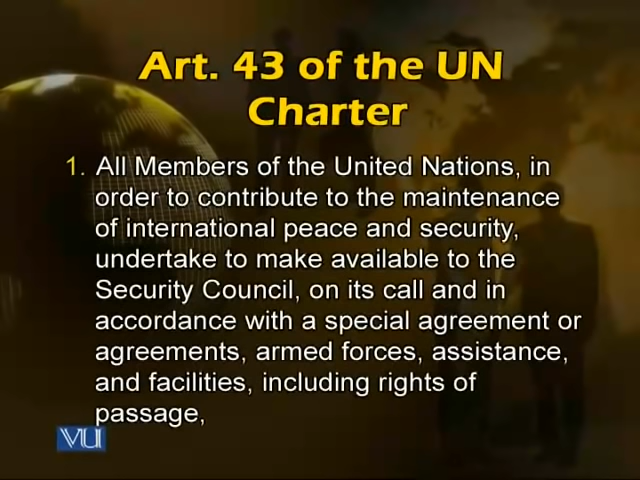 Art. 43 of the UN
Charter
1. All Members of the United Nations, in
order to contribute to the maintenance
of international peace and security,
undertake to make available to the
Security Council, on its call and in
accordance with a special agreement or
agreements, armed forces, assistance,
and facilities, including rights of
passage,
VU